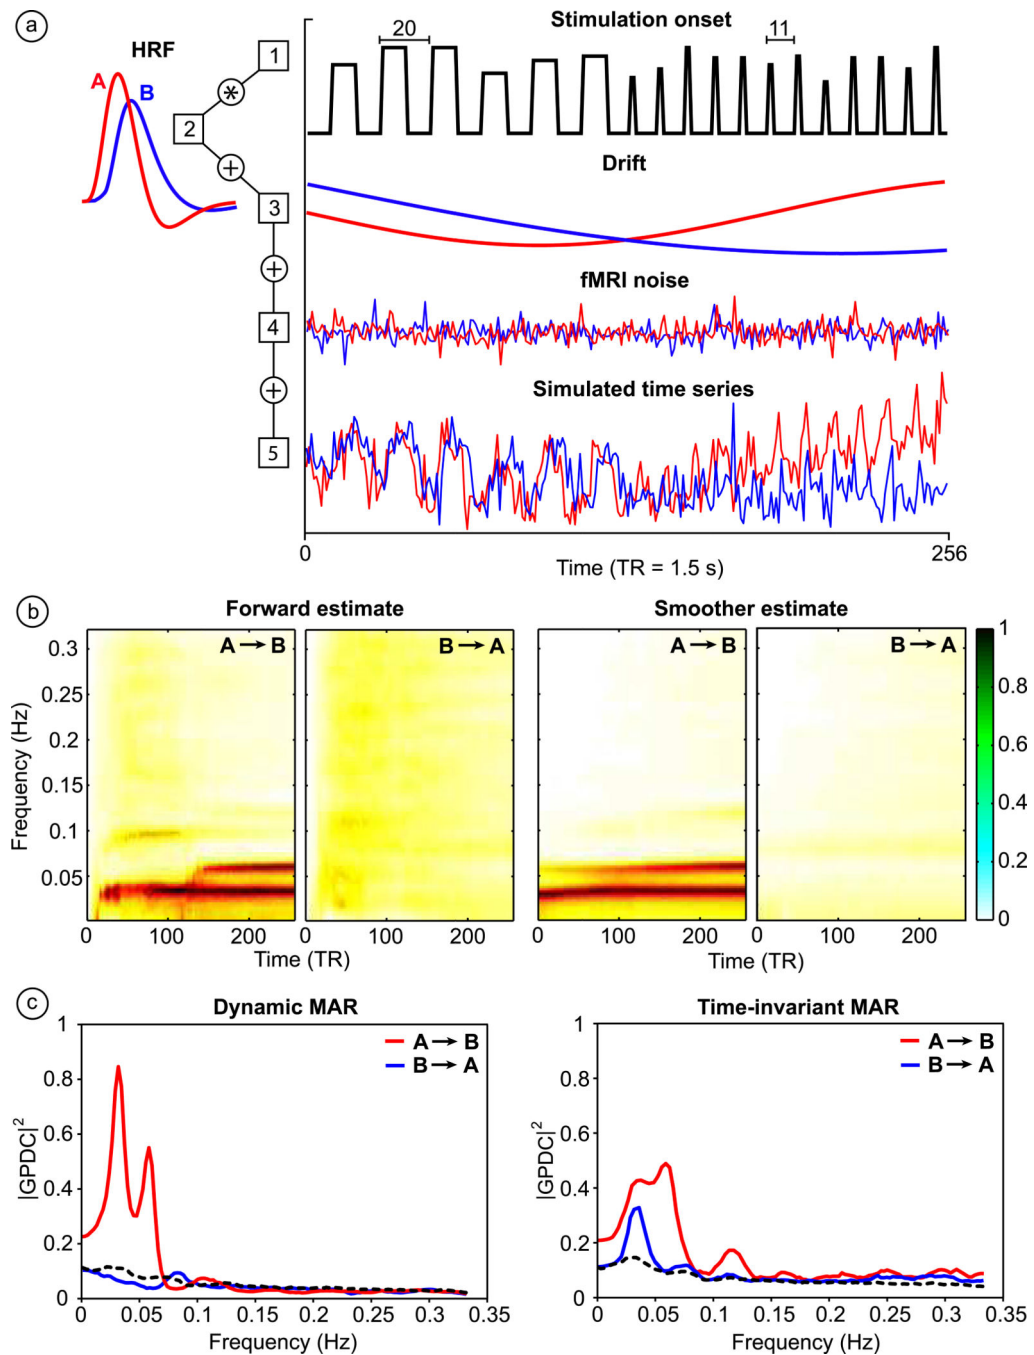 a
HRF
A
B
1
*
2
+
3
+
4
+
5
Stimulation onset
20
11
Drift
fMRI noise
Simulated time series
0
256
Time (TR = 1.5 s)
b
Forward estimate
Smoother estimate
A → B
B → A
A → B
B → A
Frequency (Hz)
0.3
0.25
0.2
0.15
0.1
0.05
0 100 200
0 100 200
0 100 200
0 100 200
Time (TR)
Time (TR)
1
0.8
0.6
0.4
0.2
0
c
Dynamic MAR
A → B
B → A
|GPDC|²
1
0.8
0.6
0.4
0.2
0
0 0.05 0.1 0.15 0.2 0.25 0.3 0.35
Frequency (Hz)
Time-invariant MAR
A → B
B → A
|GPDC|²
1
0.8
0.6
0.4
0.2
0
0 0.05 0.1 0.15 0.2 0.25 0.3 0.35
Frequency (Hz)